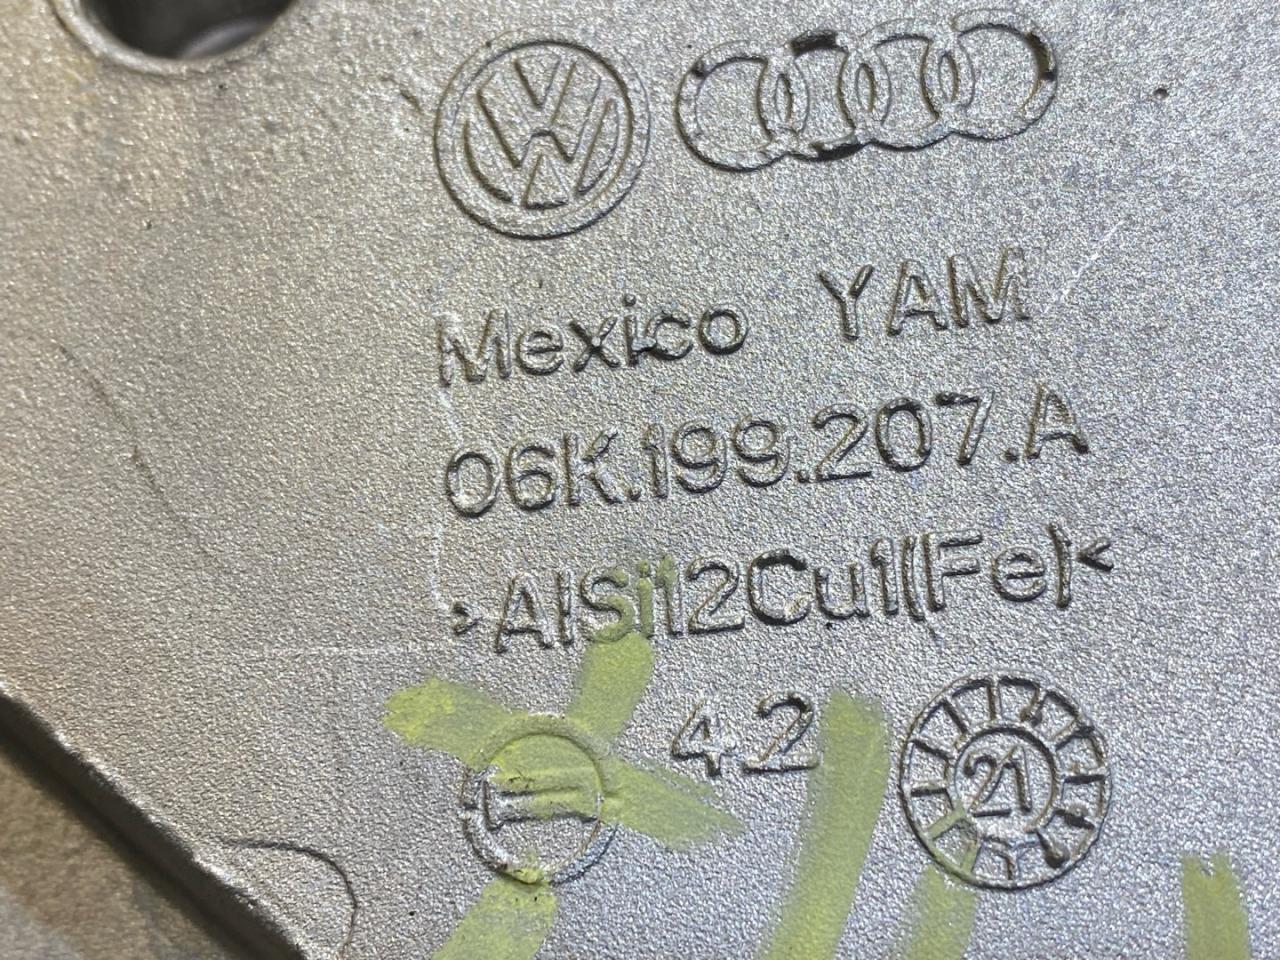 Mexico YAM
06K.199.207.A
>AlSi12Cu1(Fe)<
42
21